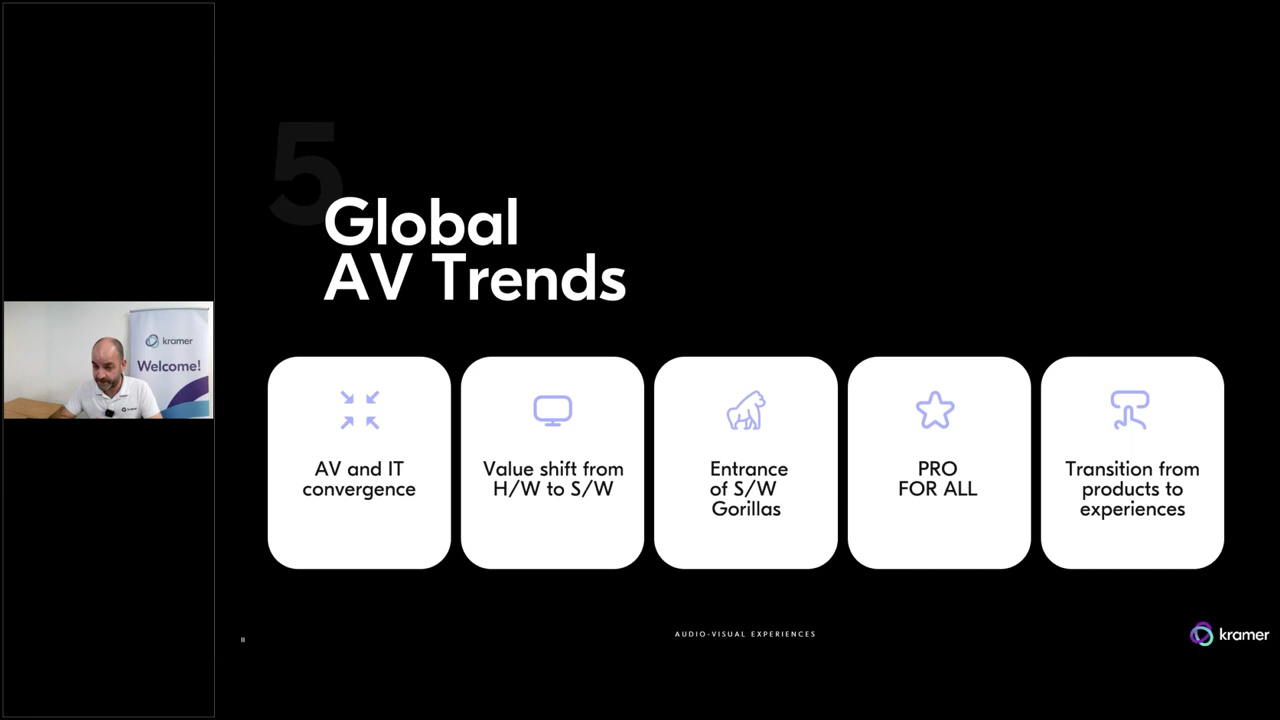 kramer
Welcome!
5
Global
AV Trends
AV and IT
convergence
Value shift from
H/W to S/W
Entrance
of S/W
Gorillas
PRO
FOR ALL
Transition from
products to
experiences
AUDIO-VISUAL EXPERIENCES
kramer